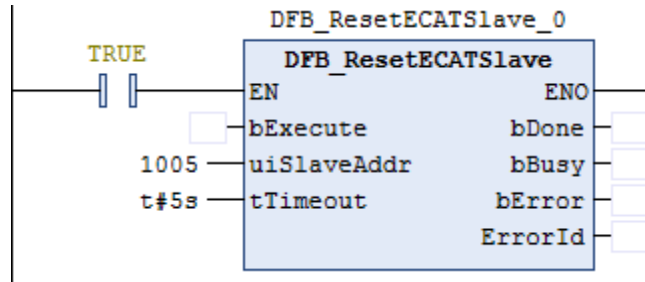 DFB_ResetECATSlave_0
TRUE
DFB_ResetECATSlave
EN ENO
bExecute bDone
1005 uiSlaveAddr bBusy
t#5s tTimeout bError
ErrorId